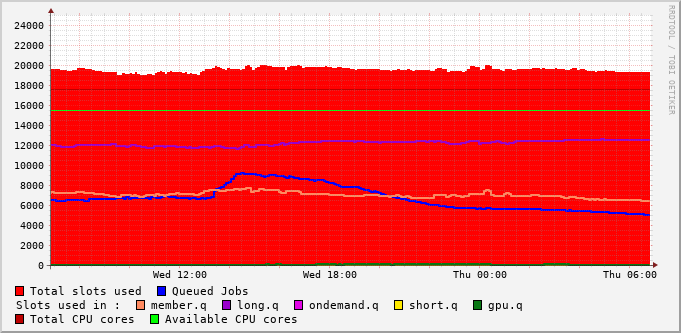 RRDTOOL / TOBI OETIKER
24000
22000
20000
18000
16000
14000
12000
10000
8000
6000
4000
2000
0
Wed 12:00 Wed 18:00 Thu 00:00 Thu 06:00
Total slots used Queued Jobs
Slots used in : member.q long.q ondemand.q short.q gpu.q
Total CPU cores Available CPU cores